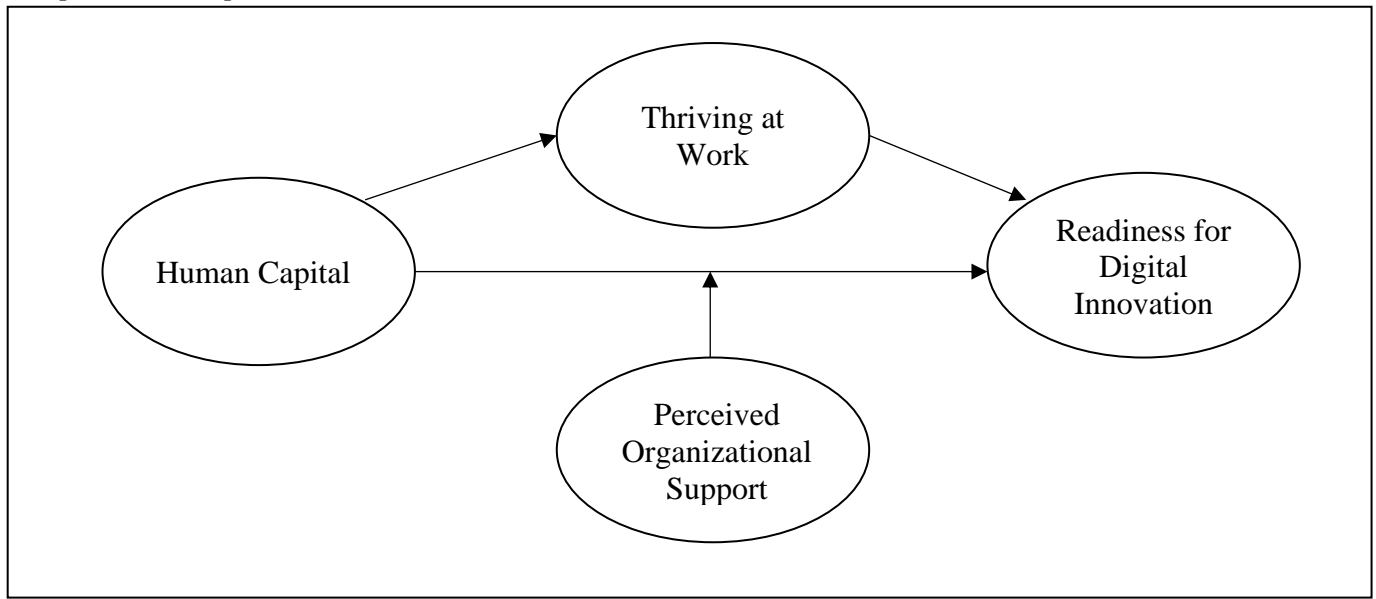 Thriving at
Work
Human Capital
Readiness for
Digital
Innovation
Perceived
Organizational
Support